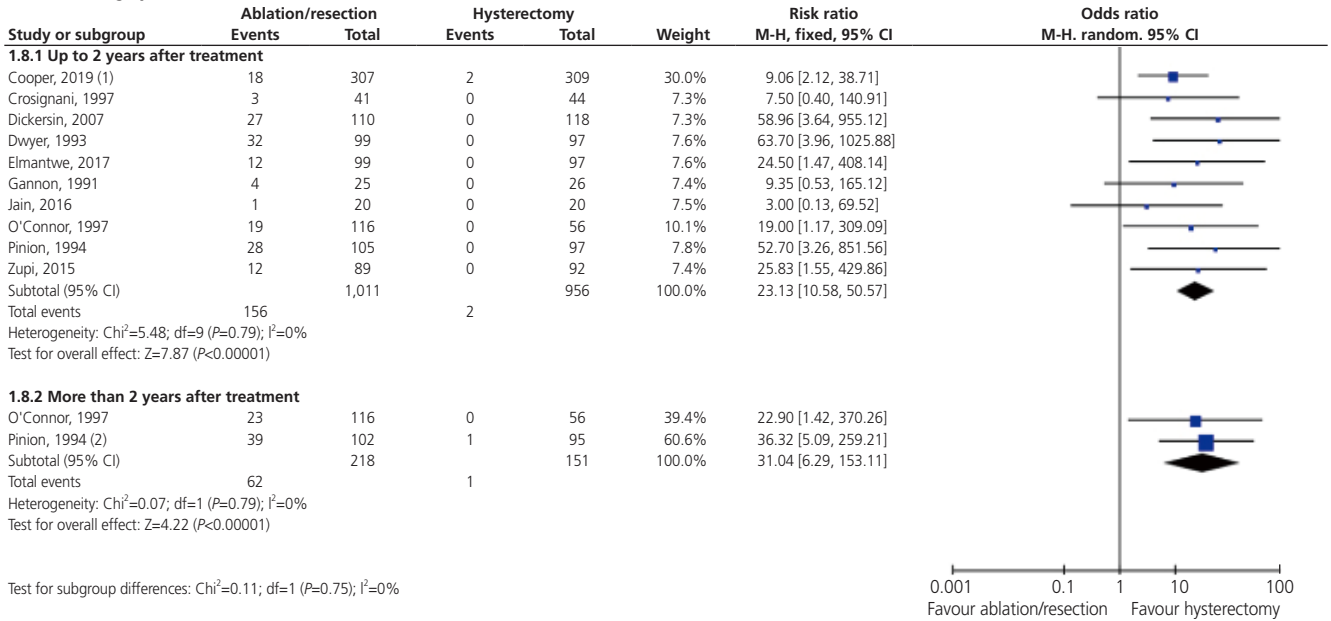 Ablation/resection Hysterectomy Risk ratio Odds ratio
Study or subgroup Events Total Events Total Weight M-H, fixed, 95% CI M-H. random. 95% CI
1.8.1 Up to 2 years after treatment
Cooper, 2019 (1) 18 307 2 309 30.0% 9.06 [2.12, 38.71]
Crosignani, 1997 3 41 0 44 7.3% 7.50 [0.40, 140.91]
Dickersin, 2007 27 110 0 118 7.3% 58.96 [3.64, 955.12]
Dwyer, 1993 32 99 0 97 7.6% 63.70 [3.96, 1025.88]
Elmantwe, 2017 12 99 0 97 7.6% 24.50 [1.47, 408.14]
Gannon, 1991 4 25 0 26 7.4% 9.35 [0.53, 165.12]
Jain, 2016 1 20 0 20 7.5% 3.00 [0.13, 69.52]
O'Connor, 1997 19 116 0 56 10.1% 19.00 [1.17, 309.09]
Pinion, 1994 28 105 0 97 7.8% 52.70 [3.26, 851.56]
Zupi, 2015 12 89 0 92 7.4% 25.83 [1.55, 429.86]
Subtotal (95% CI) 1,011 956 100.0% 23.13 [10.58, 50.57]
Total events 156 2
Heterogeneity: Chi²=5.48; df=9 (P=0.79); I²=0%
Test for overall effect: Z=7.87 (P<0.00001)
1.8.2 More than 2 years after treatment
O'Connor, 1997 23 116 0 56 39.4% 22.90 [1.42, 370.26]
Pinion, 1994 (2) 39 102 1 95 60.6% 36.32 [5.09, 259.21]
Subtotal (95% CI) 218 151 100.0% 31.04 [6.29, 153.11]
Total events 62 1
Heterogeneity: Chi²=0.07; df=1 (P=0.79); I²=0%
Test for overall effect: Z=4.22 (P<0.00001)
Test for subgroup differences: Chi²=0.11; df=1 (P=0.75); I²=0%
0.001 0.1 1 10 100
Favour ablation/resection Favour hysterectomy